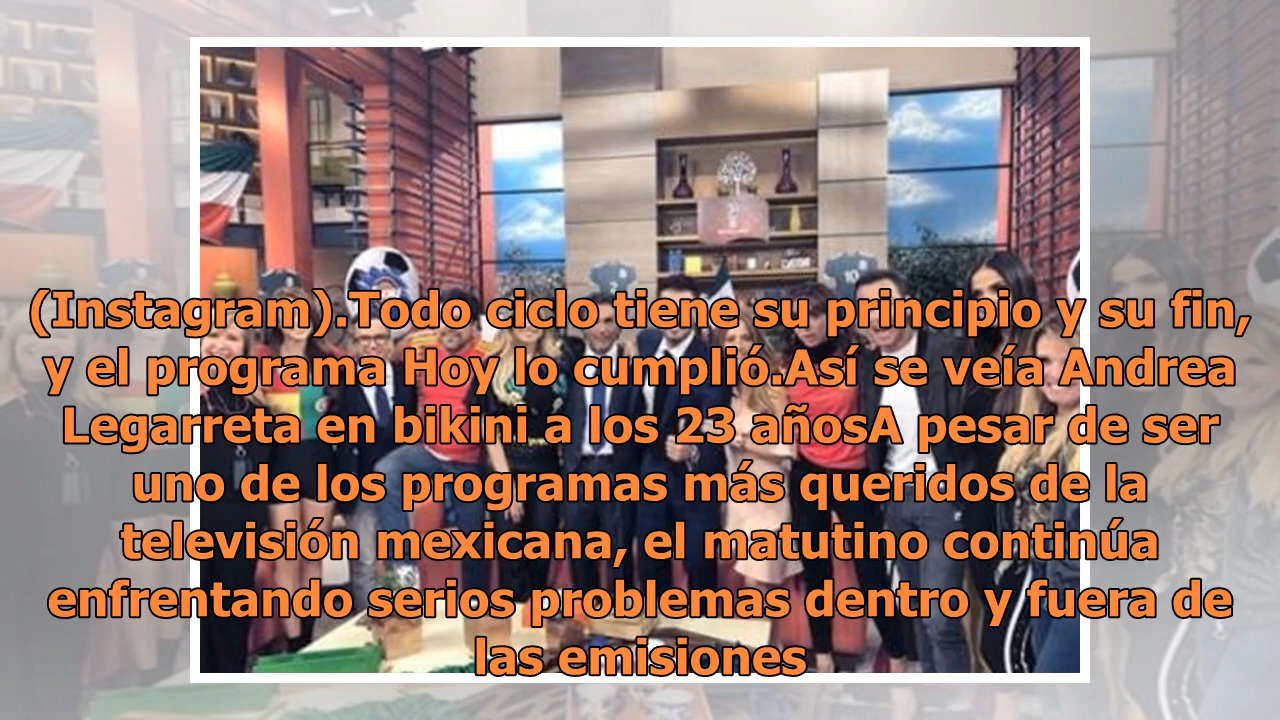 (Instagram).Todo ciclo tiene su principio y su fin,
y el programa Hoy lo cumplió.Así se veía Andrea
Legarreta en bikini a los 23 añosA pesar de ser
uno de los programas más queridos de la
televisión mexicana, el matutino continúa
enfrentando serios problemas dentro y fuera de
las emisiones